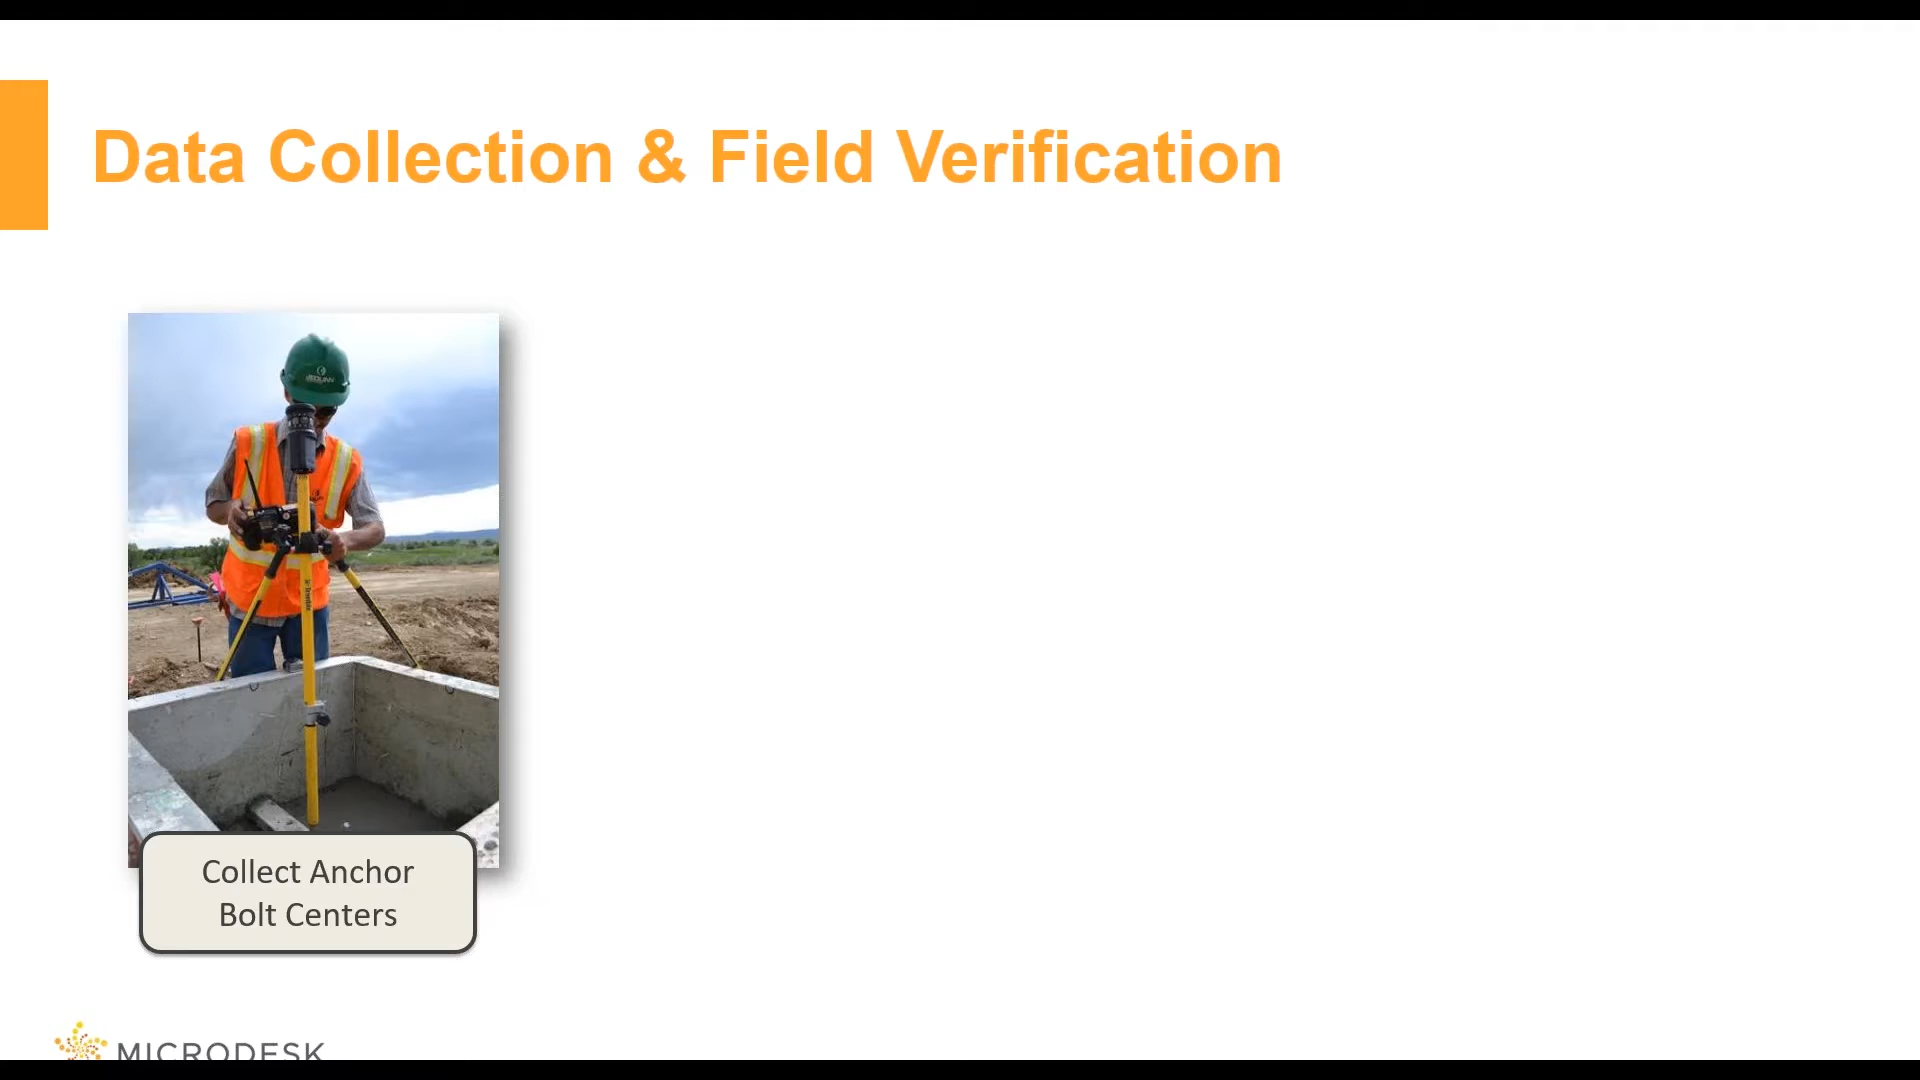 Data Collection & Field Verification
Collect Anchor
Bolt Centers
MICRODESK